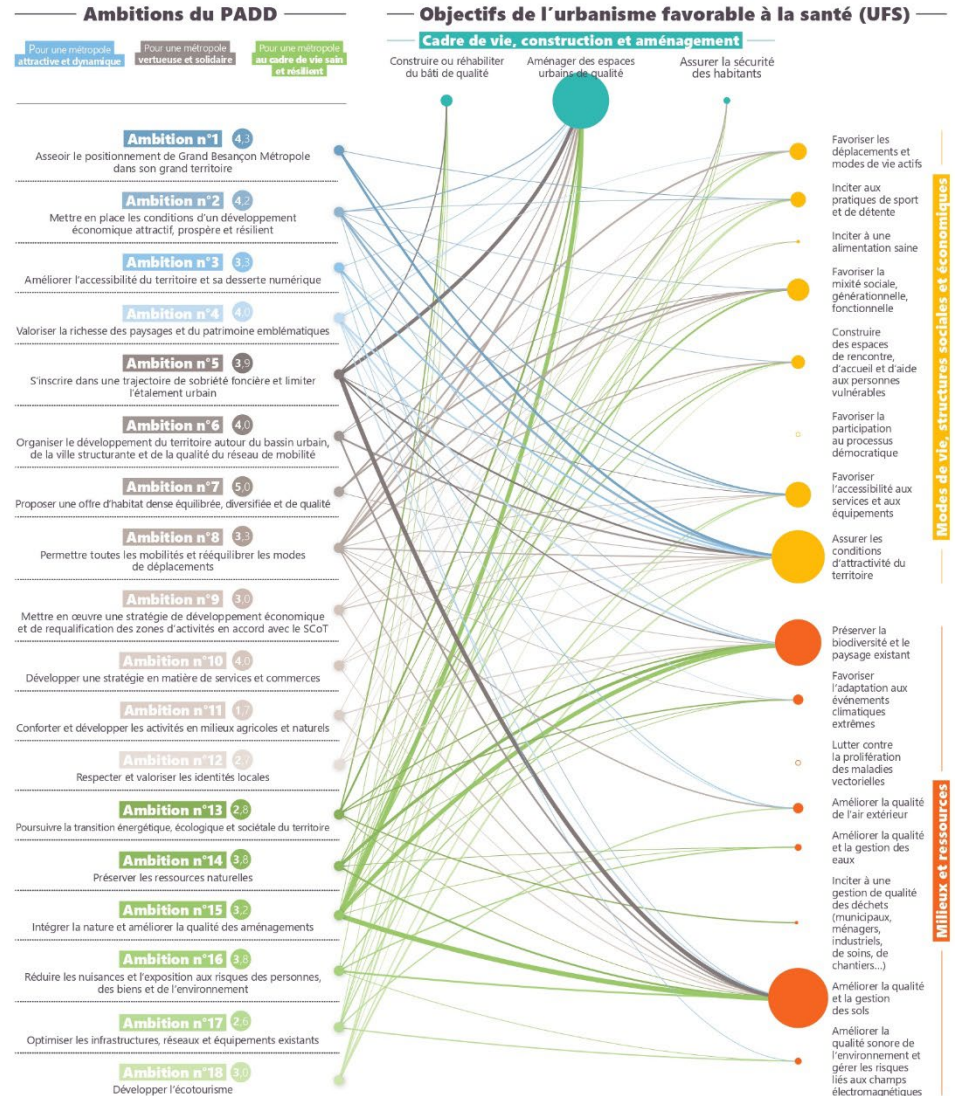 Ambitions du PADD
Objectifs de l'urbanisme favorable à la santé (UFS)
Pour une métropole
attractive et dynamique
Pour une métropole
vertueuse et solidaire
Pour une métropole
au cadre de vie sain
et résilient
Cadre de vie, construction et aménagement
Construire ou réhabiliter
du bâti de qualité
Aménager des espaces
urbains de qualité
Assurer la sécurité
des habitants
Ambition n°1 4,3
Asseoir le positionnement de Grand Besançon Métropole
dans son grand territoire
Ambition n°2 4,2
Mettre en place les conditions d'un développement
économique attractif, prospère et résilient
Ambition n°3 3,3
Améliorer l'accessibilité du territoire et sa desserte numérique
Ambition n°4 4,0
Valoriser la richesse des paysages et du patrimoine emblématiques
Ambition n°5 3,9
S'inscrire dans une trajectoire de sobriété foncière et limiter
l'étalement urbain
Ambition n°6 4,0
Organiser le développement du territoire autour du bassin urbain,
de la ville structurante et de la qualité du réseau de mobilité
Ambition n°7 5,0
Proposer une offre d'habitat dense équilibrée, diversifiée et de qualité
Ambition n°8 3,3
Permettre toutes les mobilités et rééquilibrer les modes
de déplacements
Ambition n°9 3,0
Mettre en œuvre une stratégie de développement économique
et de requalification des zones d'activités en accord avec le SCoT
Ambition n°10 4,0
Développer une stratégie en matière de services et commerces
Ambition n°11 1,7
Conforter et développer les activités en milieux agricoles et naturels
Ambition n°12 2,7
Respecter et valoriser les identités locales
Ambition n°13 2,8
Poursuivre la transition énergétique, écologique et sociétale du territoire
Ambition n°14 3,8
Préserver les ressources naturelles
Ambition n°15 3,2
Intégrer la nature et améliorer la qualité des aménagements
Ambition n°16 3,8
Réduire les nuisances et l'exposition aux risques des personnes,
des biens et de l'environnement
Ambition n°17 2,6
Optimiser les infrastructures, réseaux et équipements existants
Ambition n°18 3,0
Développer l'écotourisme
Favoriser les
déplacements et
modes de vie actifs
Inciter aux
pratiques de sport
et de détente
Inciter à une
alimentation saine
Favoriser la
mixité sociale,
générationnelle,
fonctionnelle
Construire
des espaces
de rencontre,
d'accueil et d'aide
aux personnes
vulnérables
Favoriser la
participation
au processus
démocratique
Favoriser
l'accessibilité aux
services et aux
équipements
Assurer les
conditions
d'attractivité du
territoire
Modes de vie, structures sociales et économiques
Préserver la
biodiversité et le
paysage existant
Favoriser
l'adaptation aux
événements
climatiques
extrêmes
Lutter contre
la prolifération
des maladies
vectorielles
Améliorer la qualité
de l'air extérieur
Améliorer la qualité
et la gestion des
eaux
Inciter à une
gestion de qualité
des déchets
(municipaux,
ménagers,
industriels,
de soins, de
chantiers...)
Améliorer la qualité
et la gestion
des sols
Améliorer la
qualité sonore de
l'environnement et
gérer les risques
liés aux champs
électromagnétiques
Milieux et ressources